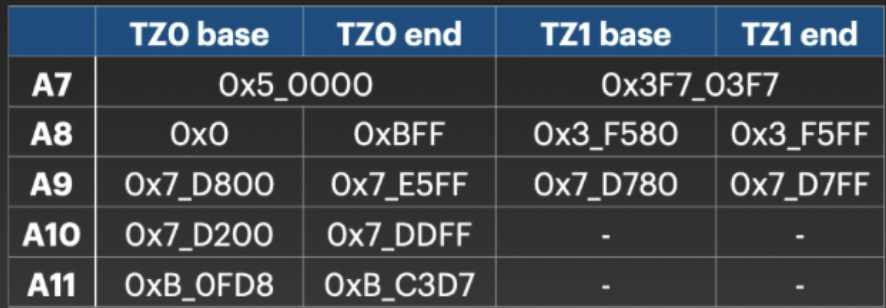 TZ0 base TZ0 end TZ1 base TZ1 end
A7 0x5_0000 0x3F7_03F7
A8 0x0 0xBFF 0x3_F580 0x3_F5FF
A9 0x7_D800 0x7_E5FF 0x7_D780 0x7_D7FF
A10 0x7_D200 0x7_DDFF - -
A11 0xB_0FD8 0xB_C3D7 - -